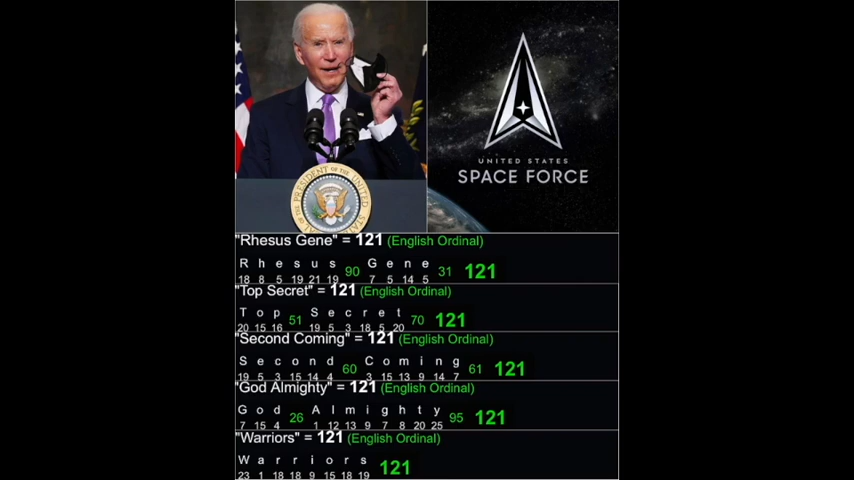 UNITED STATES
SPACE FORCE
"Rhesus Gene" = 121 (English Ordinal)
R h e s u s 90 G e n e 31 121
18 8 5 19 21 19 7 5 14 5
"Top Secret" = 121 (English Ordinal)
T o p 51 S e c r e t 70 121
20 15 16 19 5 3 18 5 20
"Second Coming" = 121 (English Ordinal)
S e c o n d 60 C o m i n g 61 121
19 5 3 15 14 4 3 15 13 9 14 7
"God Almighty" = 121 (English Ordinal)
G o d 26 A l m i g h t y 95 121
7 15 4 1 12 13 9 7 8 20 25
"Warriors" = 121 (English Ordinal)
W a r r i o r s 121
23 1 18 18 9 15 18 19